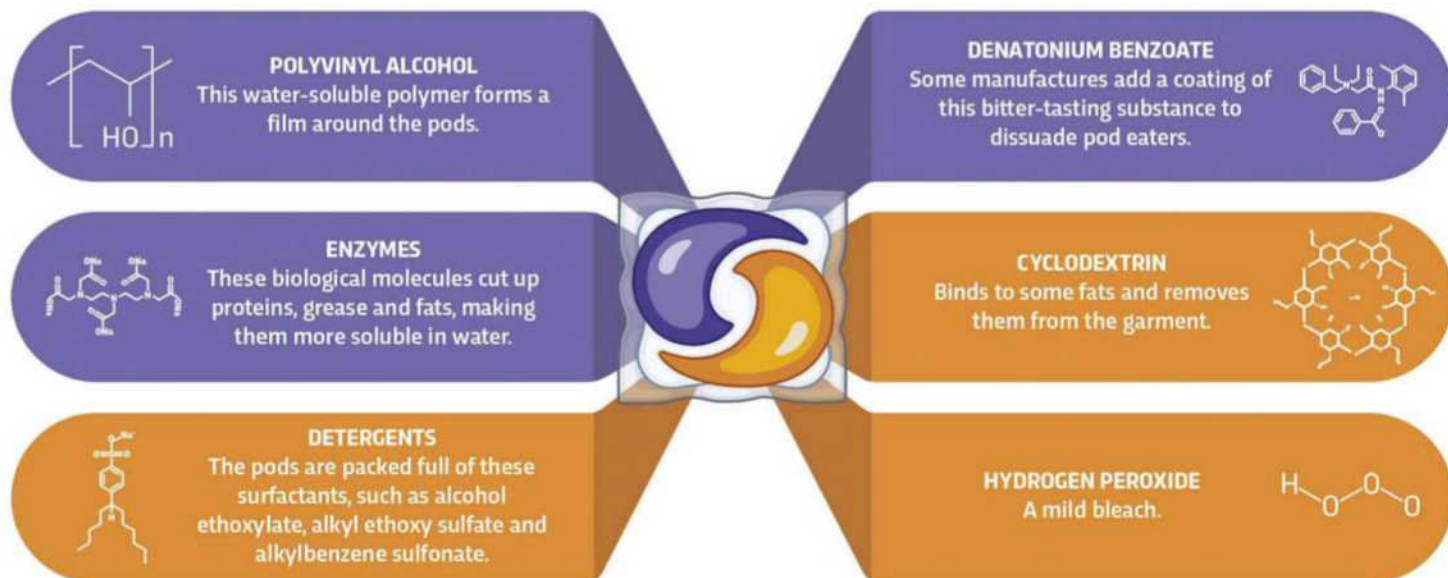 POLYVINYL ALCOHOL
This water-soluble polymer forms a
film around the pods.
HO
n
ENZYMES
These biological molecules cut up
proteins, grease and fats, making
them more soluble in water.
DETERGENTS
The pods are packed full of these
surfactants, such as alcohol
ethoxylate, alkyl ethoxy sulfate and
alkylbenzene sulfonate.
DENATONIUM BENZOATE
Some manufactures add a coating of
this bitter-tasting substance to
dissuade pod eaters.
CYCLODEXTRIN
Binds to some fats and removes
them from the garment.
HYDROGEN PEROXIDE
A mild bleach.
H O O O